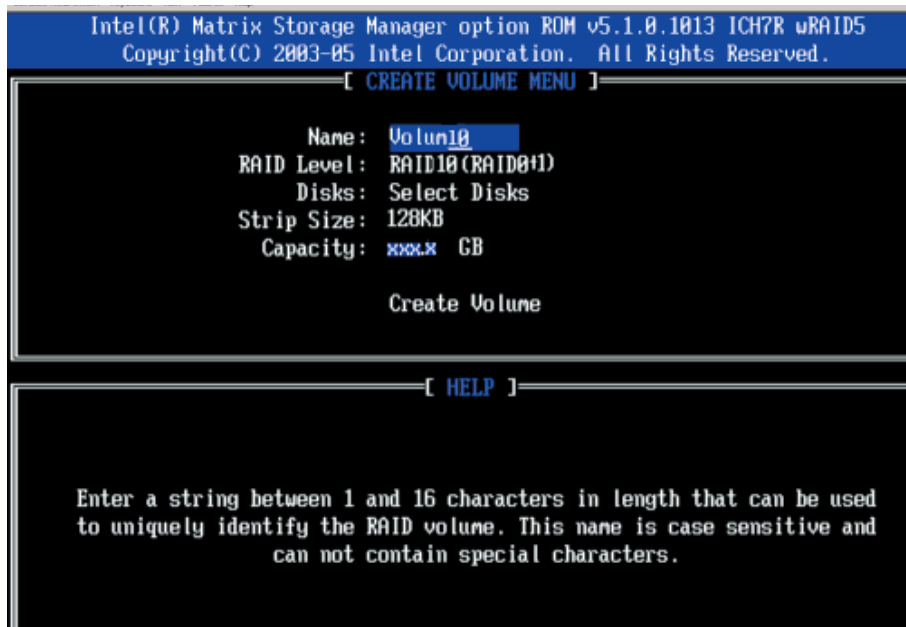 Intel(R) Matrix Storage Manager option ROM v5.1.0.1013 ICH7R wRAID5
Copyright(C) 2003-05 Intel Corporation. All Rights Reserved.
[ CREATE VOLUME MENU ]
Name: Volum10
RAID Level: RAID10(RAID0+1)
Disks: Select Disks
Strip Size: 128KB
Capacity: xxx.x GB
Create Volume
[ HELP ]
Enter a string between 1 and 16 characters in length that can be used
to uniquely identify the RAID volume. This name is case sensitive and
can not contain special characters.